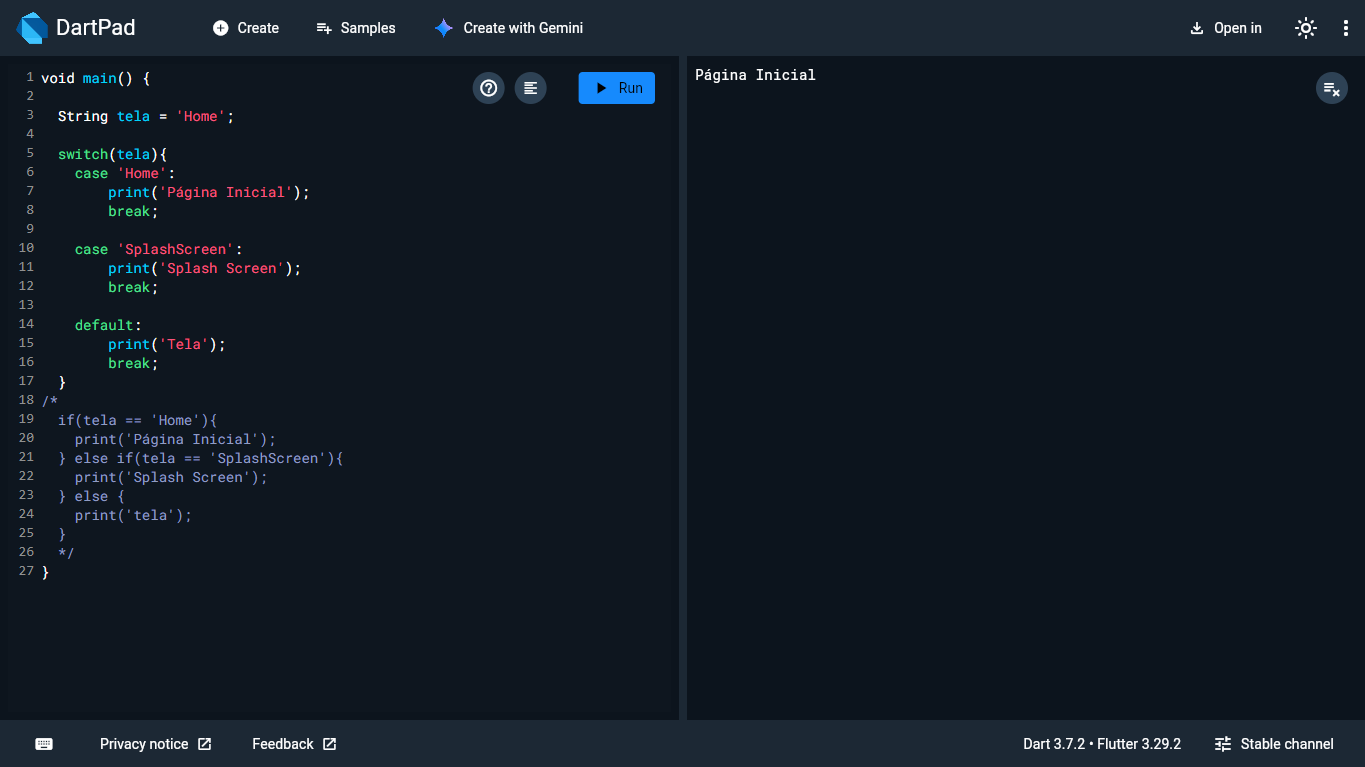 DartPad
Create
Samples
Create with Gemini
Open in
1 void main() {
2
3   String tela = 'Home';
4
5   switch(tela){
6     case 'Home':
7         print('Página Inicial');
8         break;
9
10     case 'SplashScreen':
11         print('Splash Screen');
12         break;
13
14     default:
15         print('Tela');
16         break;
17   }
18 /*
19   if(tela == 'Home'){
20     print('Página Inicial');
21   } else if(tela == 'SplashScreen'){
22     print('Splash Screen');
23   } else {
24     print('tela');
25   }
26   */
27 }
Run
Página Inicial
Privacy notice
Feedback
Dart 3.7.2 • Flutter 3.29.2
Stable channel